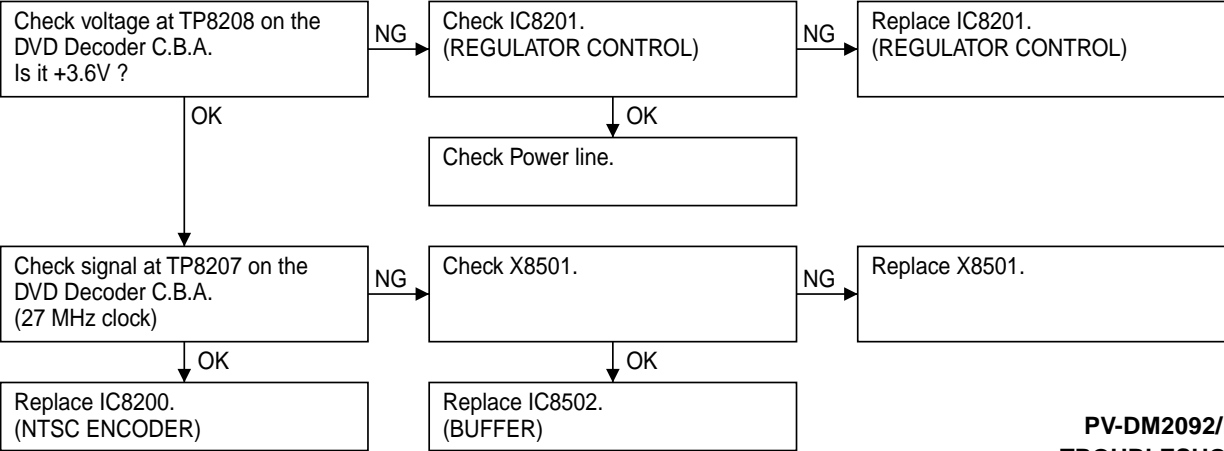 Check voltage at TP8208 on the
DVD Decoder C.B.A.
Is it +3.6V ?
NG
Check IC8201.
(REGULATOR CONTROL)
NG
Replace IC8201.
(REGULATOR CONTROL)
OK
OK
Check Power line.
Check signal at TP8207 on the
DVD Decoder C.B.A.
(27 MHz clock)
NG
Check X8501.
NG
Replace X8501.
OK
OK
Replace IC8200.
(NTSC ENCODER)
Replace IC8502.
(BUFFER)
PV-DM2092/